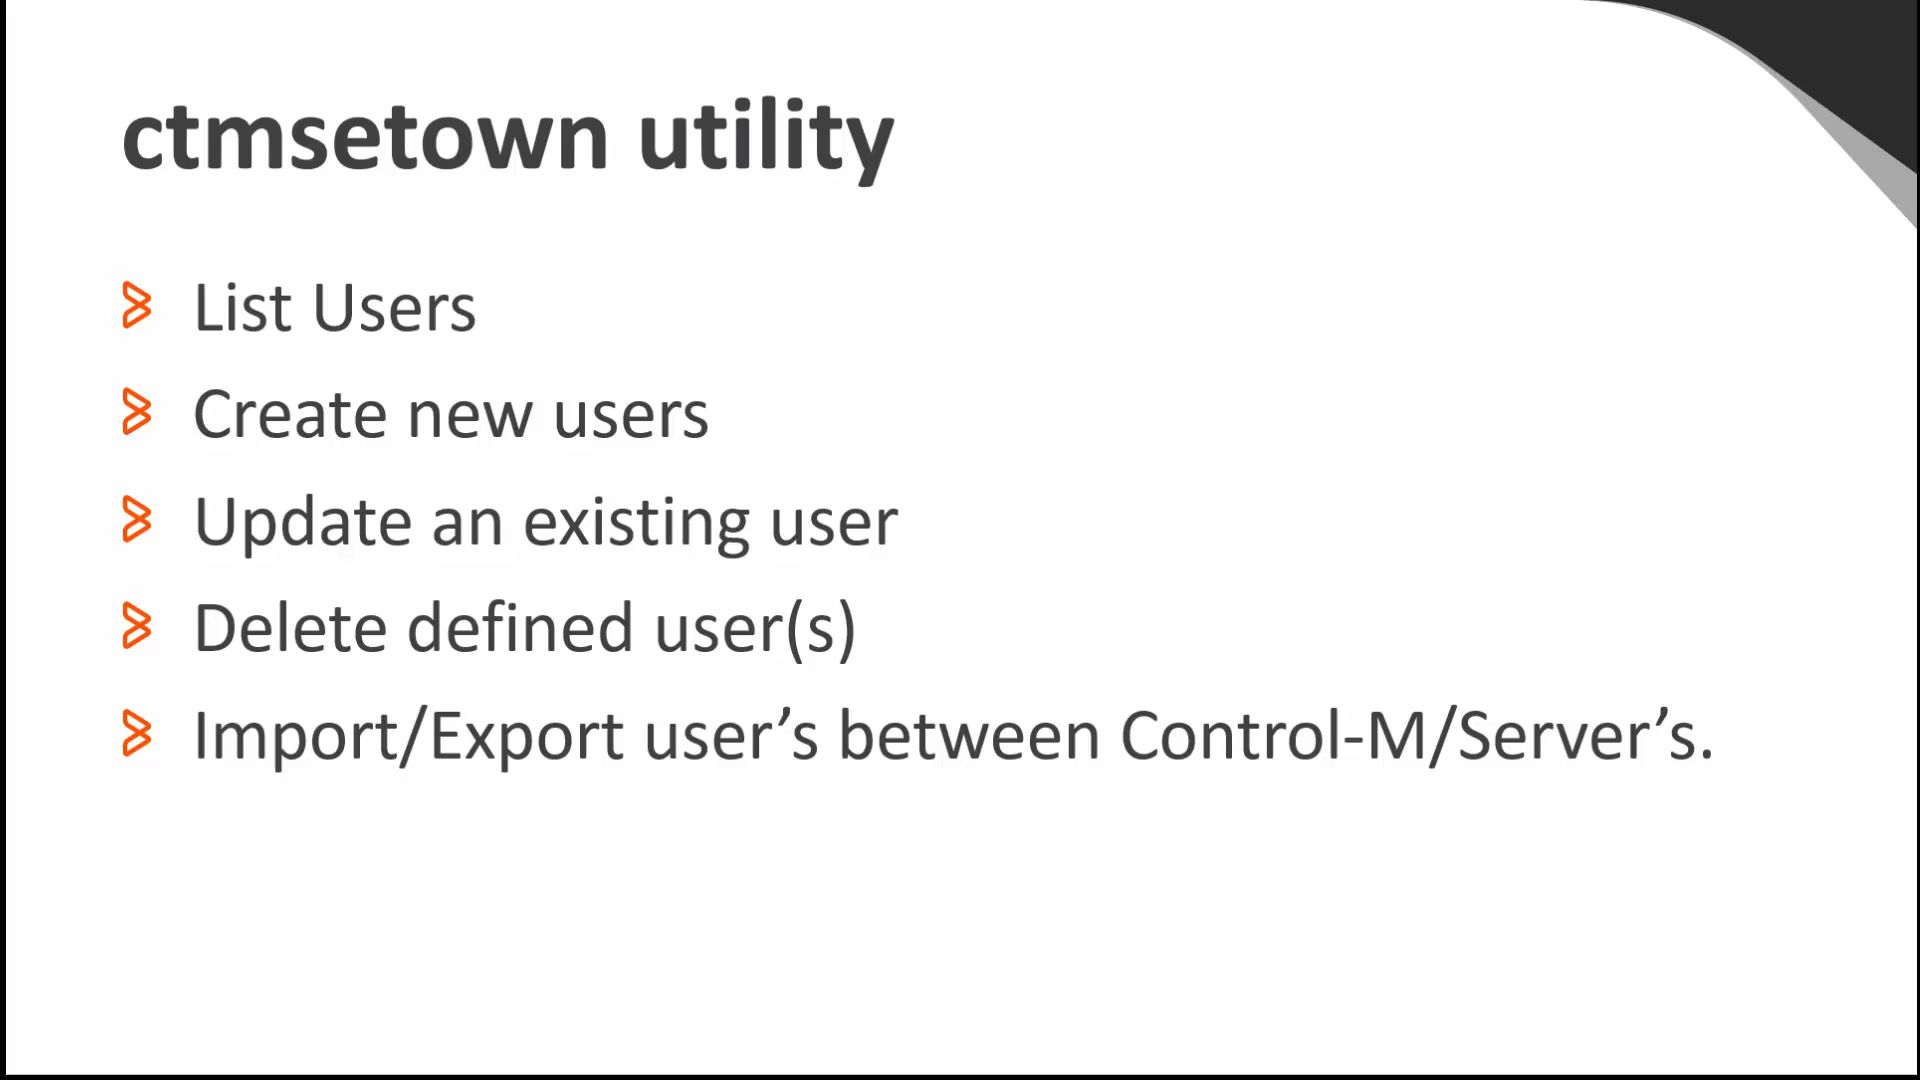 ctmsetown utility
List Users
Create new users
Update an existing user
Delete defined user(s)
Import/Export user’s between Control-M/Server’s.